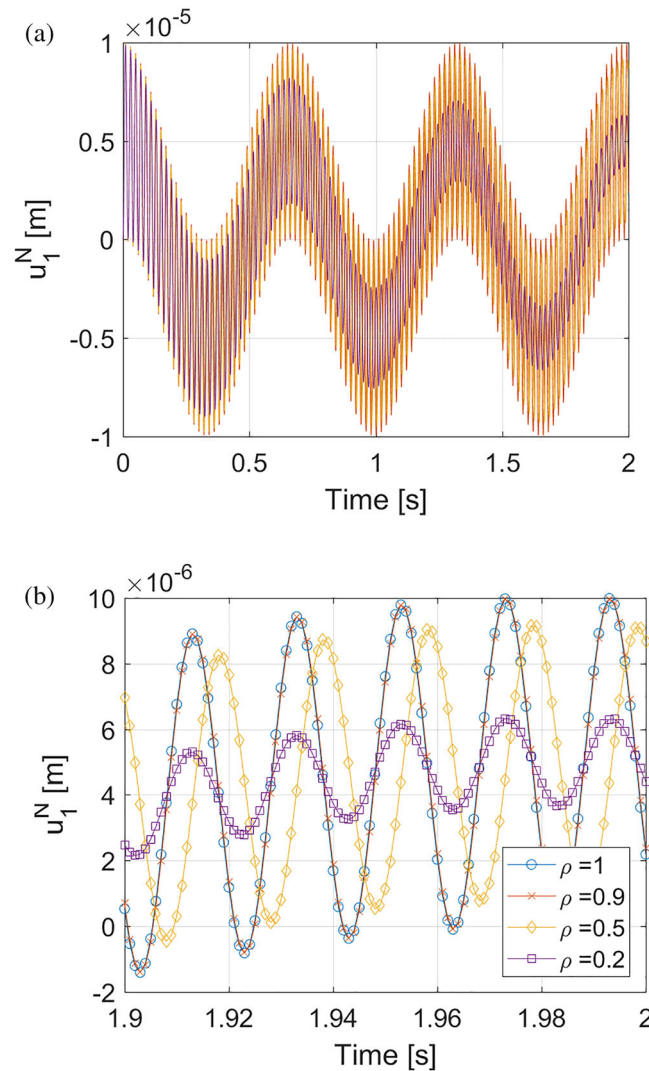 (a)
×10⁻⁵
1
0.5
0
-0.5
-1
u₁ᴺ [m]
0 0.5 1 1.5 2
Time [s]
(b)
×10⁻⁶
10
8
6
4
2
0
-2
u₁ᴺ [m]
ρ =1
ρ =0.9
ρ =0.5
ρ =0.2
1.9 1.92 1.94 1.96 1.98 2
Time [s]